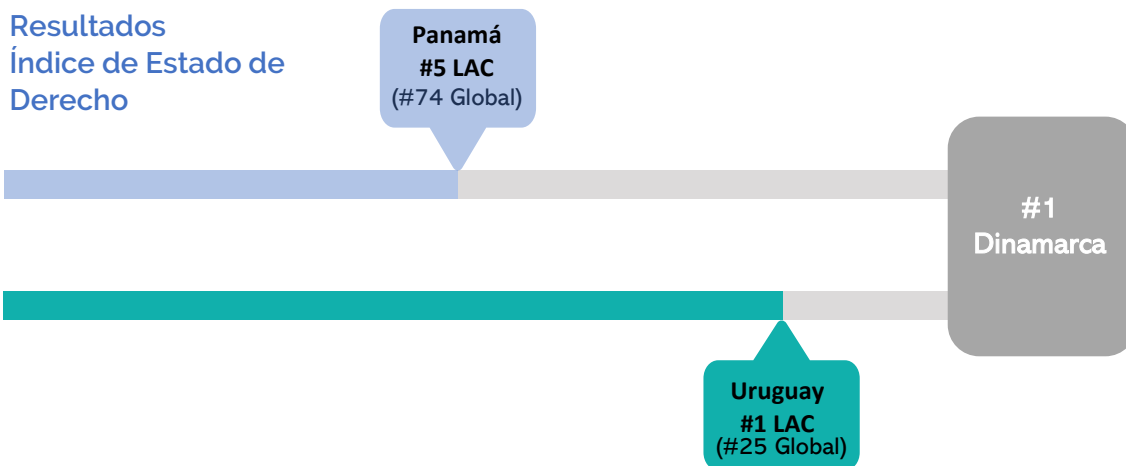 Resultados
Índice de Estado de
Derecho
Panamá
#5 LAC
(#74 Global)
#1
Dinamarca
Uruguay
#1 LAC
(#25 Global)